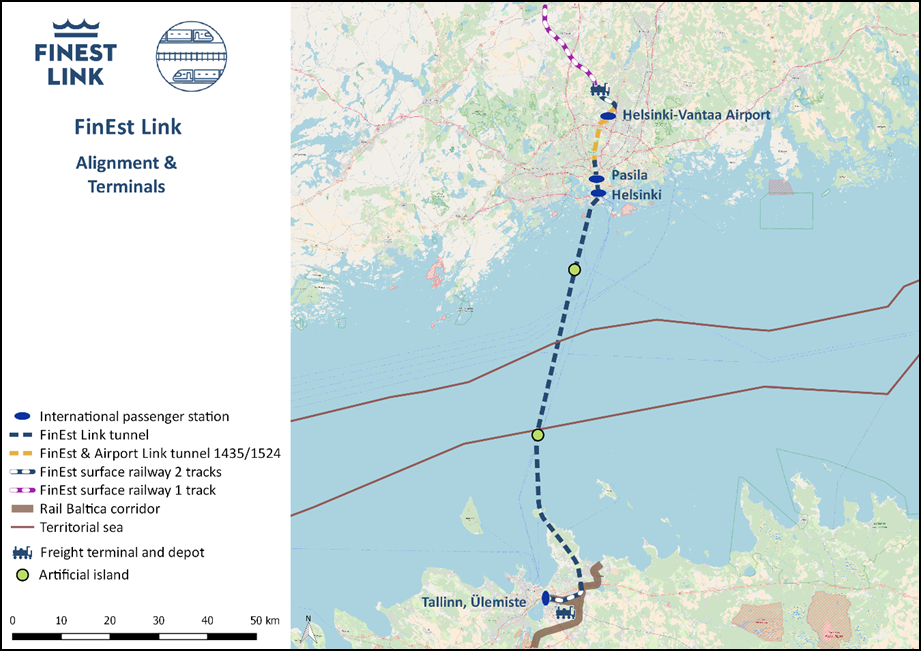 FINEST
LINK
FinEst Link
Alignment &
Terminals
Helsinki-Vantaa Airport
Pasila
Helsinki
Tallinn, Ülemiste
International passenger station
FinEst Link tunnel
FinEst & Airport Link tunnel 1435/1524
FinEst surface railway 2 tracks
FinEst surface railway 1 track
Rail Baltica corridor
Territorial sea
Freight terminal and depot
Artificial island
0 10 20 30 40 50 km
N